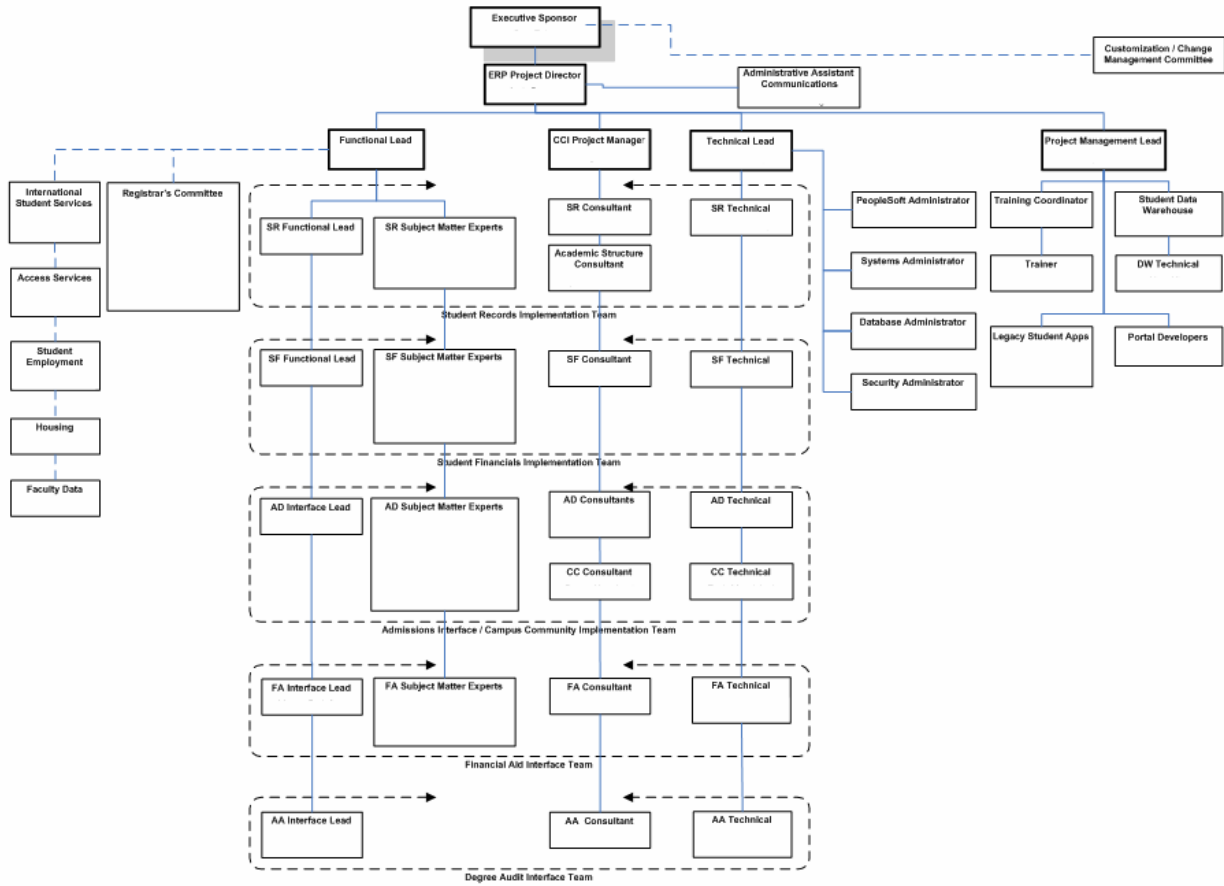 Executive Sponsor
Customization / Change
Management Committee
ERP Project Director
Administrative Assistant
Communications
Functional Lead
CCI Project Manager
Technical Lead
Project Management Lead
International
Student Services
Registrar's Committee
PeopleSoft Administrator
Training Coordinator
Student Data
Warehouse
SR Functional Lead
SR Subject Matter Experts
SR Consultant
SR Technical
Academic Structure
Consultant
Access Services
Systems Administrator
Trainer
DW Technical
Student Records Implementation Team
Database Administrator
Legacy Student Apps
Portal Developers
Student
Employment
SF Functional Lead
SF Subject Matter Experts
SF Consultant
SF Technical
Security Administrator
Housing
Student Financials Implementation Team
Faculty Data
AD Interface Lead
AD Subject Matter Experts
AD Consultants
AD Technical
CC Consultant
CC Technical
Admissions Interface / Campus Community Implementation Team
FA Interface Lead
FA Subject Matter Experts
FA Consultant
FA Technical
Financial Aid Interface Team
AA Interface Lead
AA Consultant
AA Technical
Degree Audit Interface Team